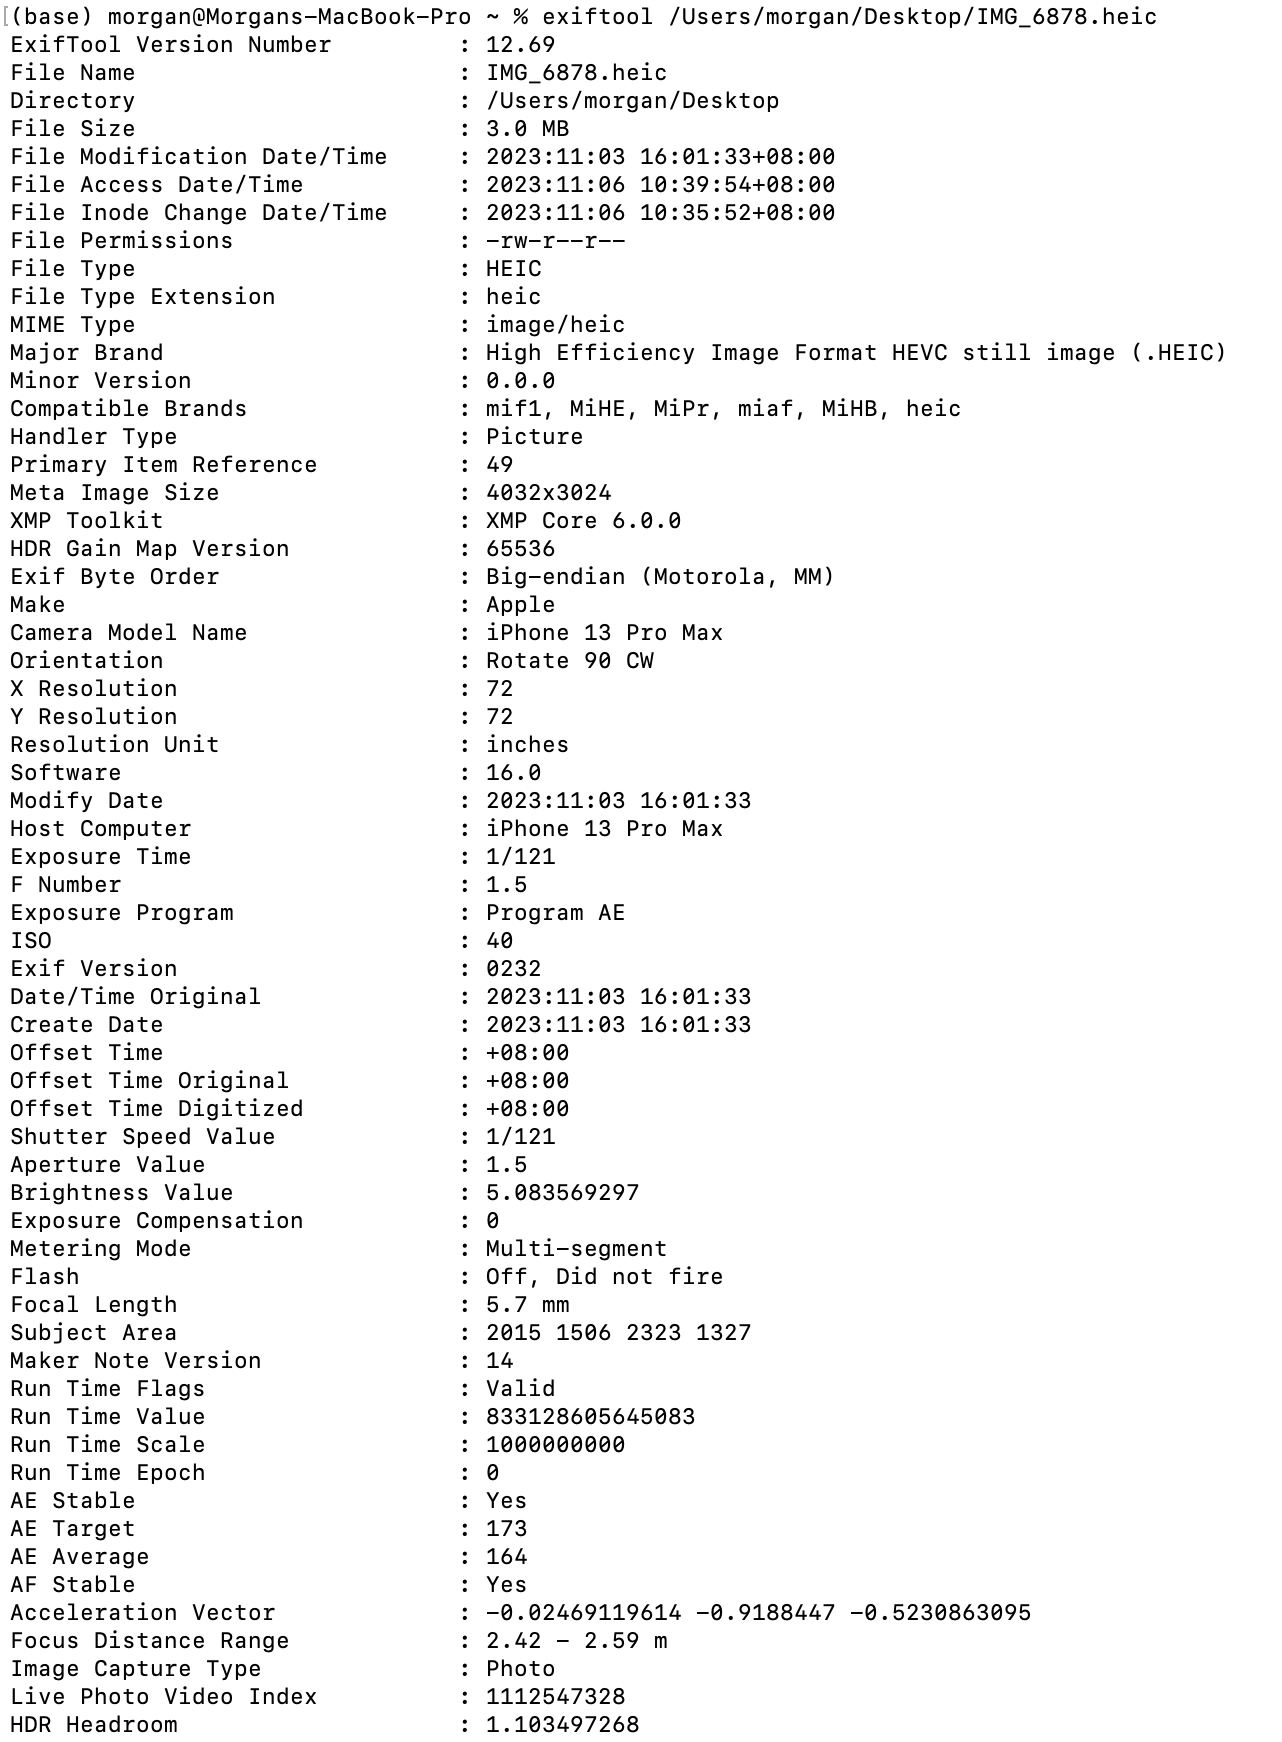 [(base) morgan@Morgans-MacBook-Pro ~ % exiftool /Users/morgan/Desktop/IMG_6878.heic
ExifTool Version Number : 12.69
File Name : IMG_6878.heic
Directory : /Users/morgan/Desktop
File Size : 3.0 MB
File Modification Date/Time : 2023:11:03 16:01:33+08:00
File Access Date/Time : 2023:11:06 10:39:54+08:00
File Inode Change Date/Time : 2023:11:06 10:35:52+08:00
File Permissions : -rw-r--r--
File Type : HEIC
File Type Extension : heic
MIME Type : image/heic
Major Brand : High Efficiency Image Format HEVC still image (.HEIC)
Minor Version : 0.0.0
Compatible Brands : mif1, MiHE, MiPr, miaf, MiHB, heic
Handler Type : Picture
Primary Item Reference : 49
Meta Image Size : 4032x3024
XMP Toolkit : XMP Core 6.0.0
HDR Gain Map Version : 65536
Exif Byte Order : Big-endian (Motorola, MM)
Make : Apple
Camera Model Name : iPhone 13 Pro Max
Orientation : Rotate 90 CW
X Resolution : 72
Y Resolution : 72
Resolution Unit : inches
Software : 16.0
Modify Date : 2023:11:03 16:01:33
Host Computer : iPhone 13 Pro Max
Exposure Time : 1/121
F Number : 1.5
Exposure Program : Program AE
ISO : 40
Exif Version : 0232
Date/Time Original : 2023:11:03 16:01:33
Create Date : 2023:11:03 16:01:33
Offset Time : +08:00
Offset Time Original : +08:00
Offset Time Digitized : +08:00
Shutter Speed Value : 1/121
Aperture Value : 1.5
Brightness Value : 5.083569297
Exposure Compensation : 0
Metering Mode : Multi-segment
Flash : Off, Did not fire
Focal Length : 5.7 mm
Subject Area : 2015 1506 2323 1327
Maker Note Version : 14
Run Time Flags : Valid
Run Time Value : 833128605645083
Run Time Scale : 1000000000
Run Time Epoch : 0
AE Stable : Yes
AE Target : 173
AE Average : 164
AF Stable : Yes
Acceleration Vector : -0.02469119614 -0.9188447 -0.5230863095
Focus Distance Range : 2.42 - 2.59 m
Image Capture Type : Photo
Live Photo Video Index : 1112547328
HDR Headroom : 1.103497268